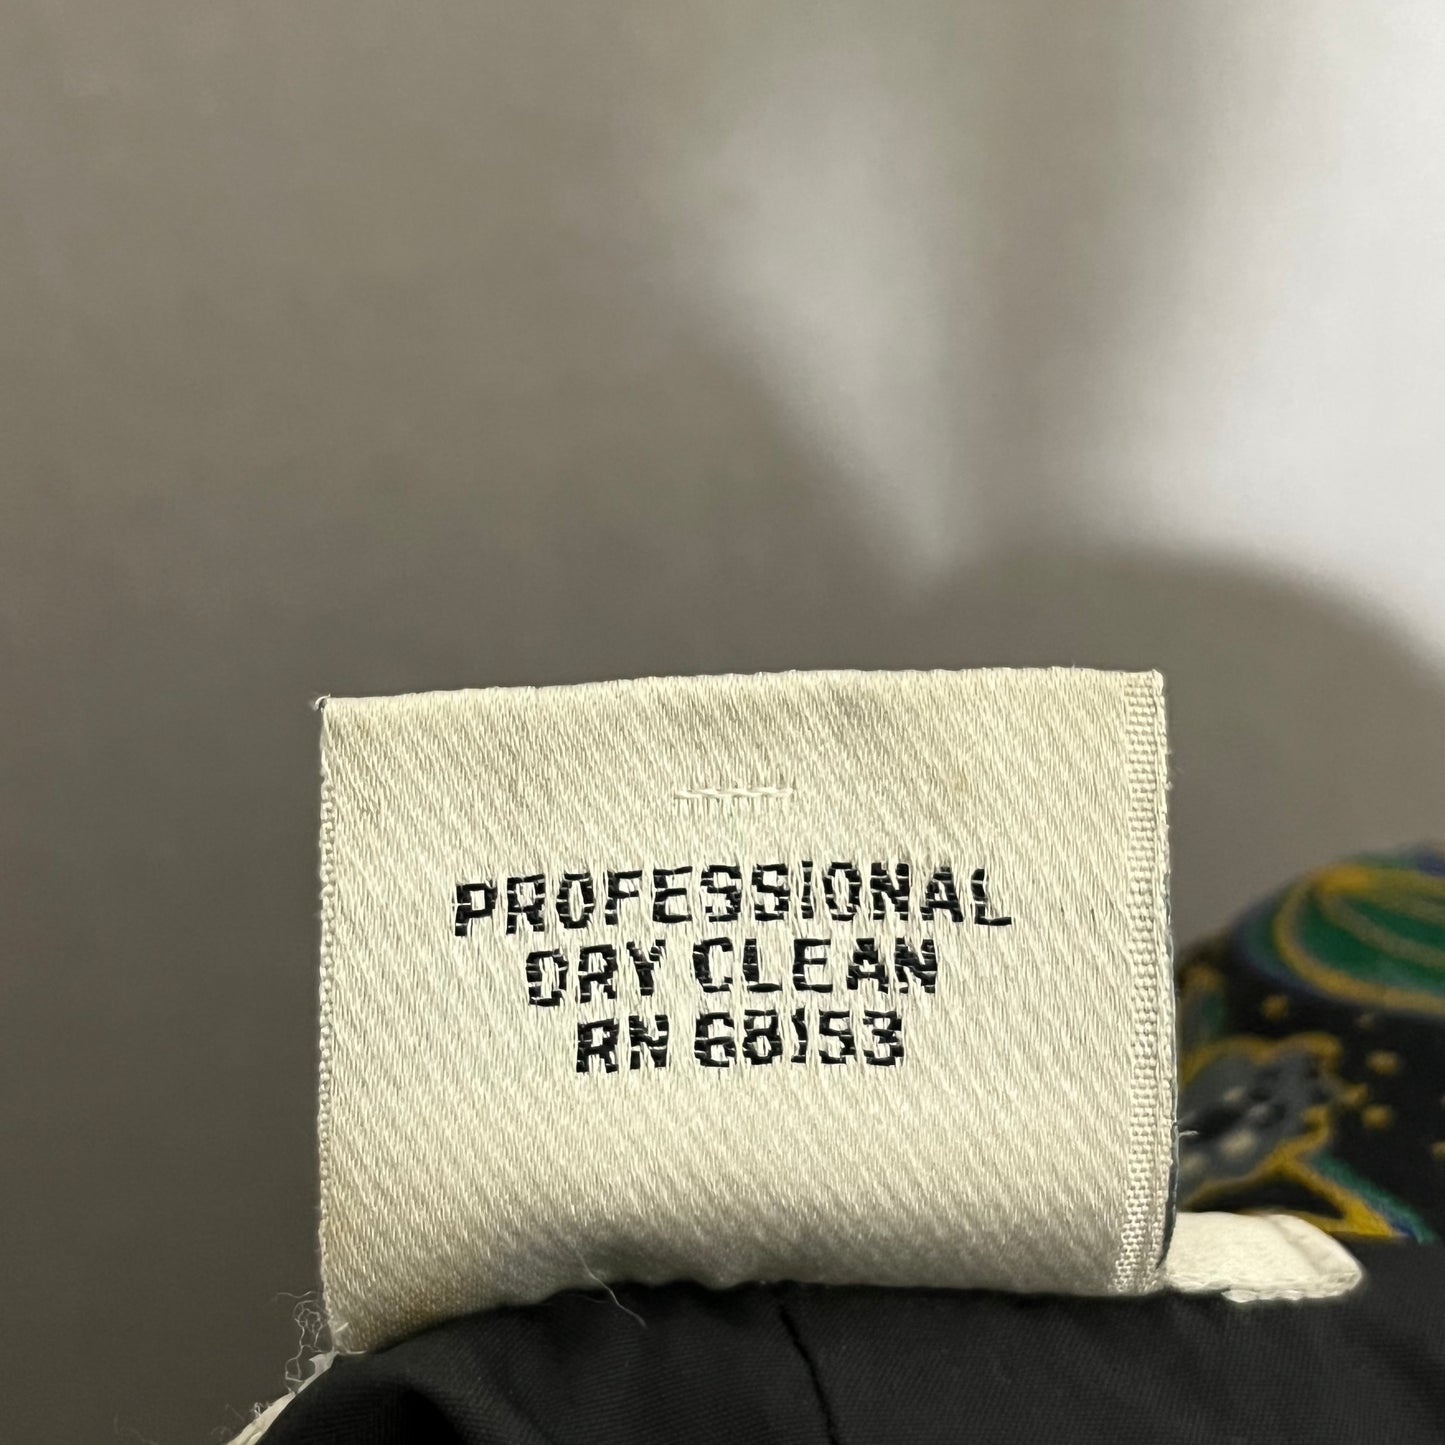 PROFESSIONAL
DRY CLEAN
RN 68153